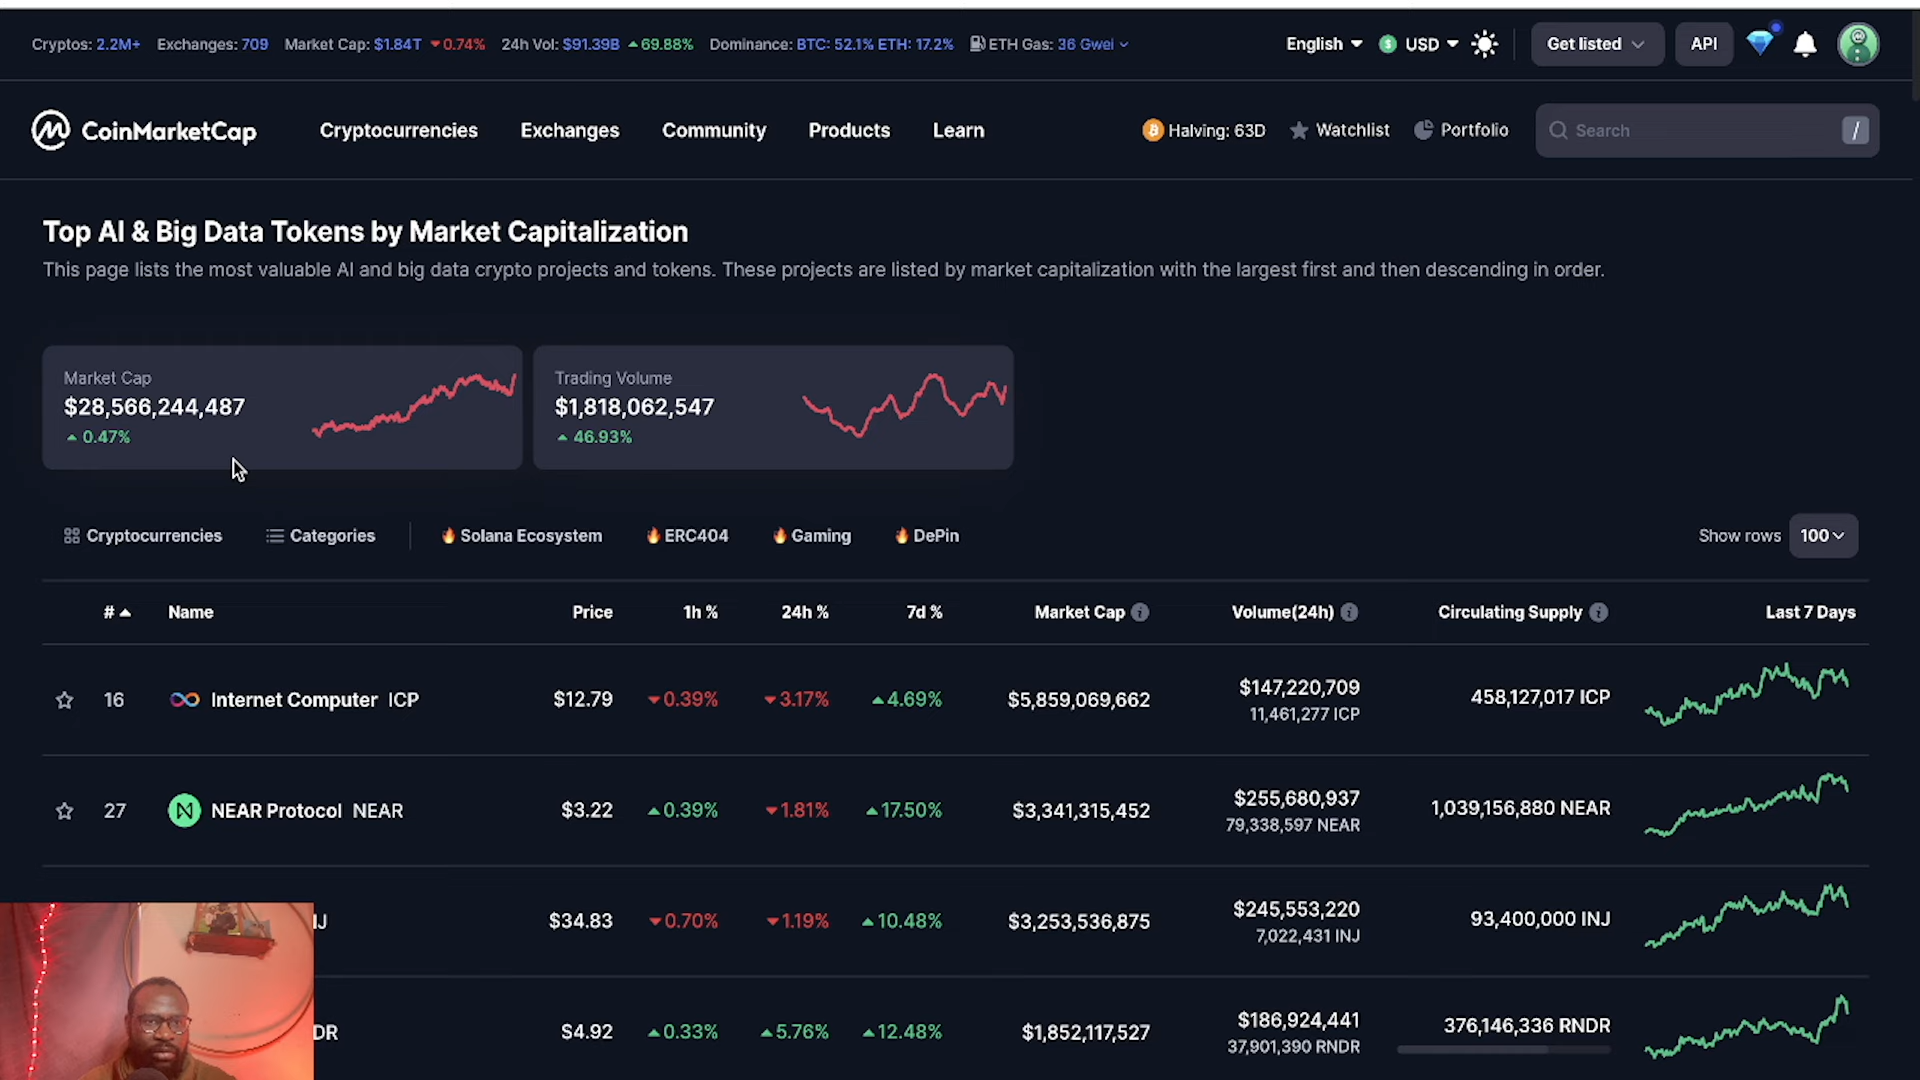 Cryptos: 2.2M+ Exchanges: 709 Market Cap: $1.84T 0.74% 24h Vol: $91.39B 69.88% Dominance: BTC: 52.1% ETH: 17.2% ETH Gas: 36 Gwei English USD Get listed API
CoinMarketCap Cryptocurrencies Exchanges Community Products Learn Halving: 63D Watchlist Portfolio Search /
Top AI & Big Data Tokens by Market Capitalization
This page lists the most valuable AI and big data crypto projects and tokens. These projects are listed by market capitalization with the largest first and then descending in order.
Market Cap Trading Volume
$28,566,244,487 $1,818,062,547
0.47% 46.93%
Cryptocurrencies Categories Solana Ecosystem ERC404 Gaming DePin Show rows 100
# Name Price 1h % 24h % 7d % Market Cap Volume(24h) Circulating Supply Last 7 Days
16 Internet Computer ICP $12.79 0.39% 3.17% 4.69% $5,859,069,662 $147,220,709 458,127,017 ICP
11,461,277 ICP
27 NEAR Protocol NEAR $3.22 0.39% 1.81% 17.50% $3,341,315,452 $255,680,937 1,039,156,880 NEAR
79,338,597 NEAR
NJ $34.83 0.70% 1.19% 10.48% $3,253,536,875 $245,553,220 93,400,000 INJ
7,022,431 INJ
DR $4.92 0.33% 5.76% 12.48% $1,852,117,527 $186,924,441 376,146,336 RNDR
37,901,390 RNDR